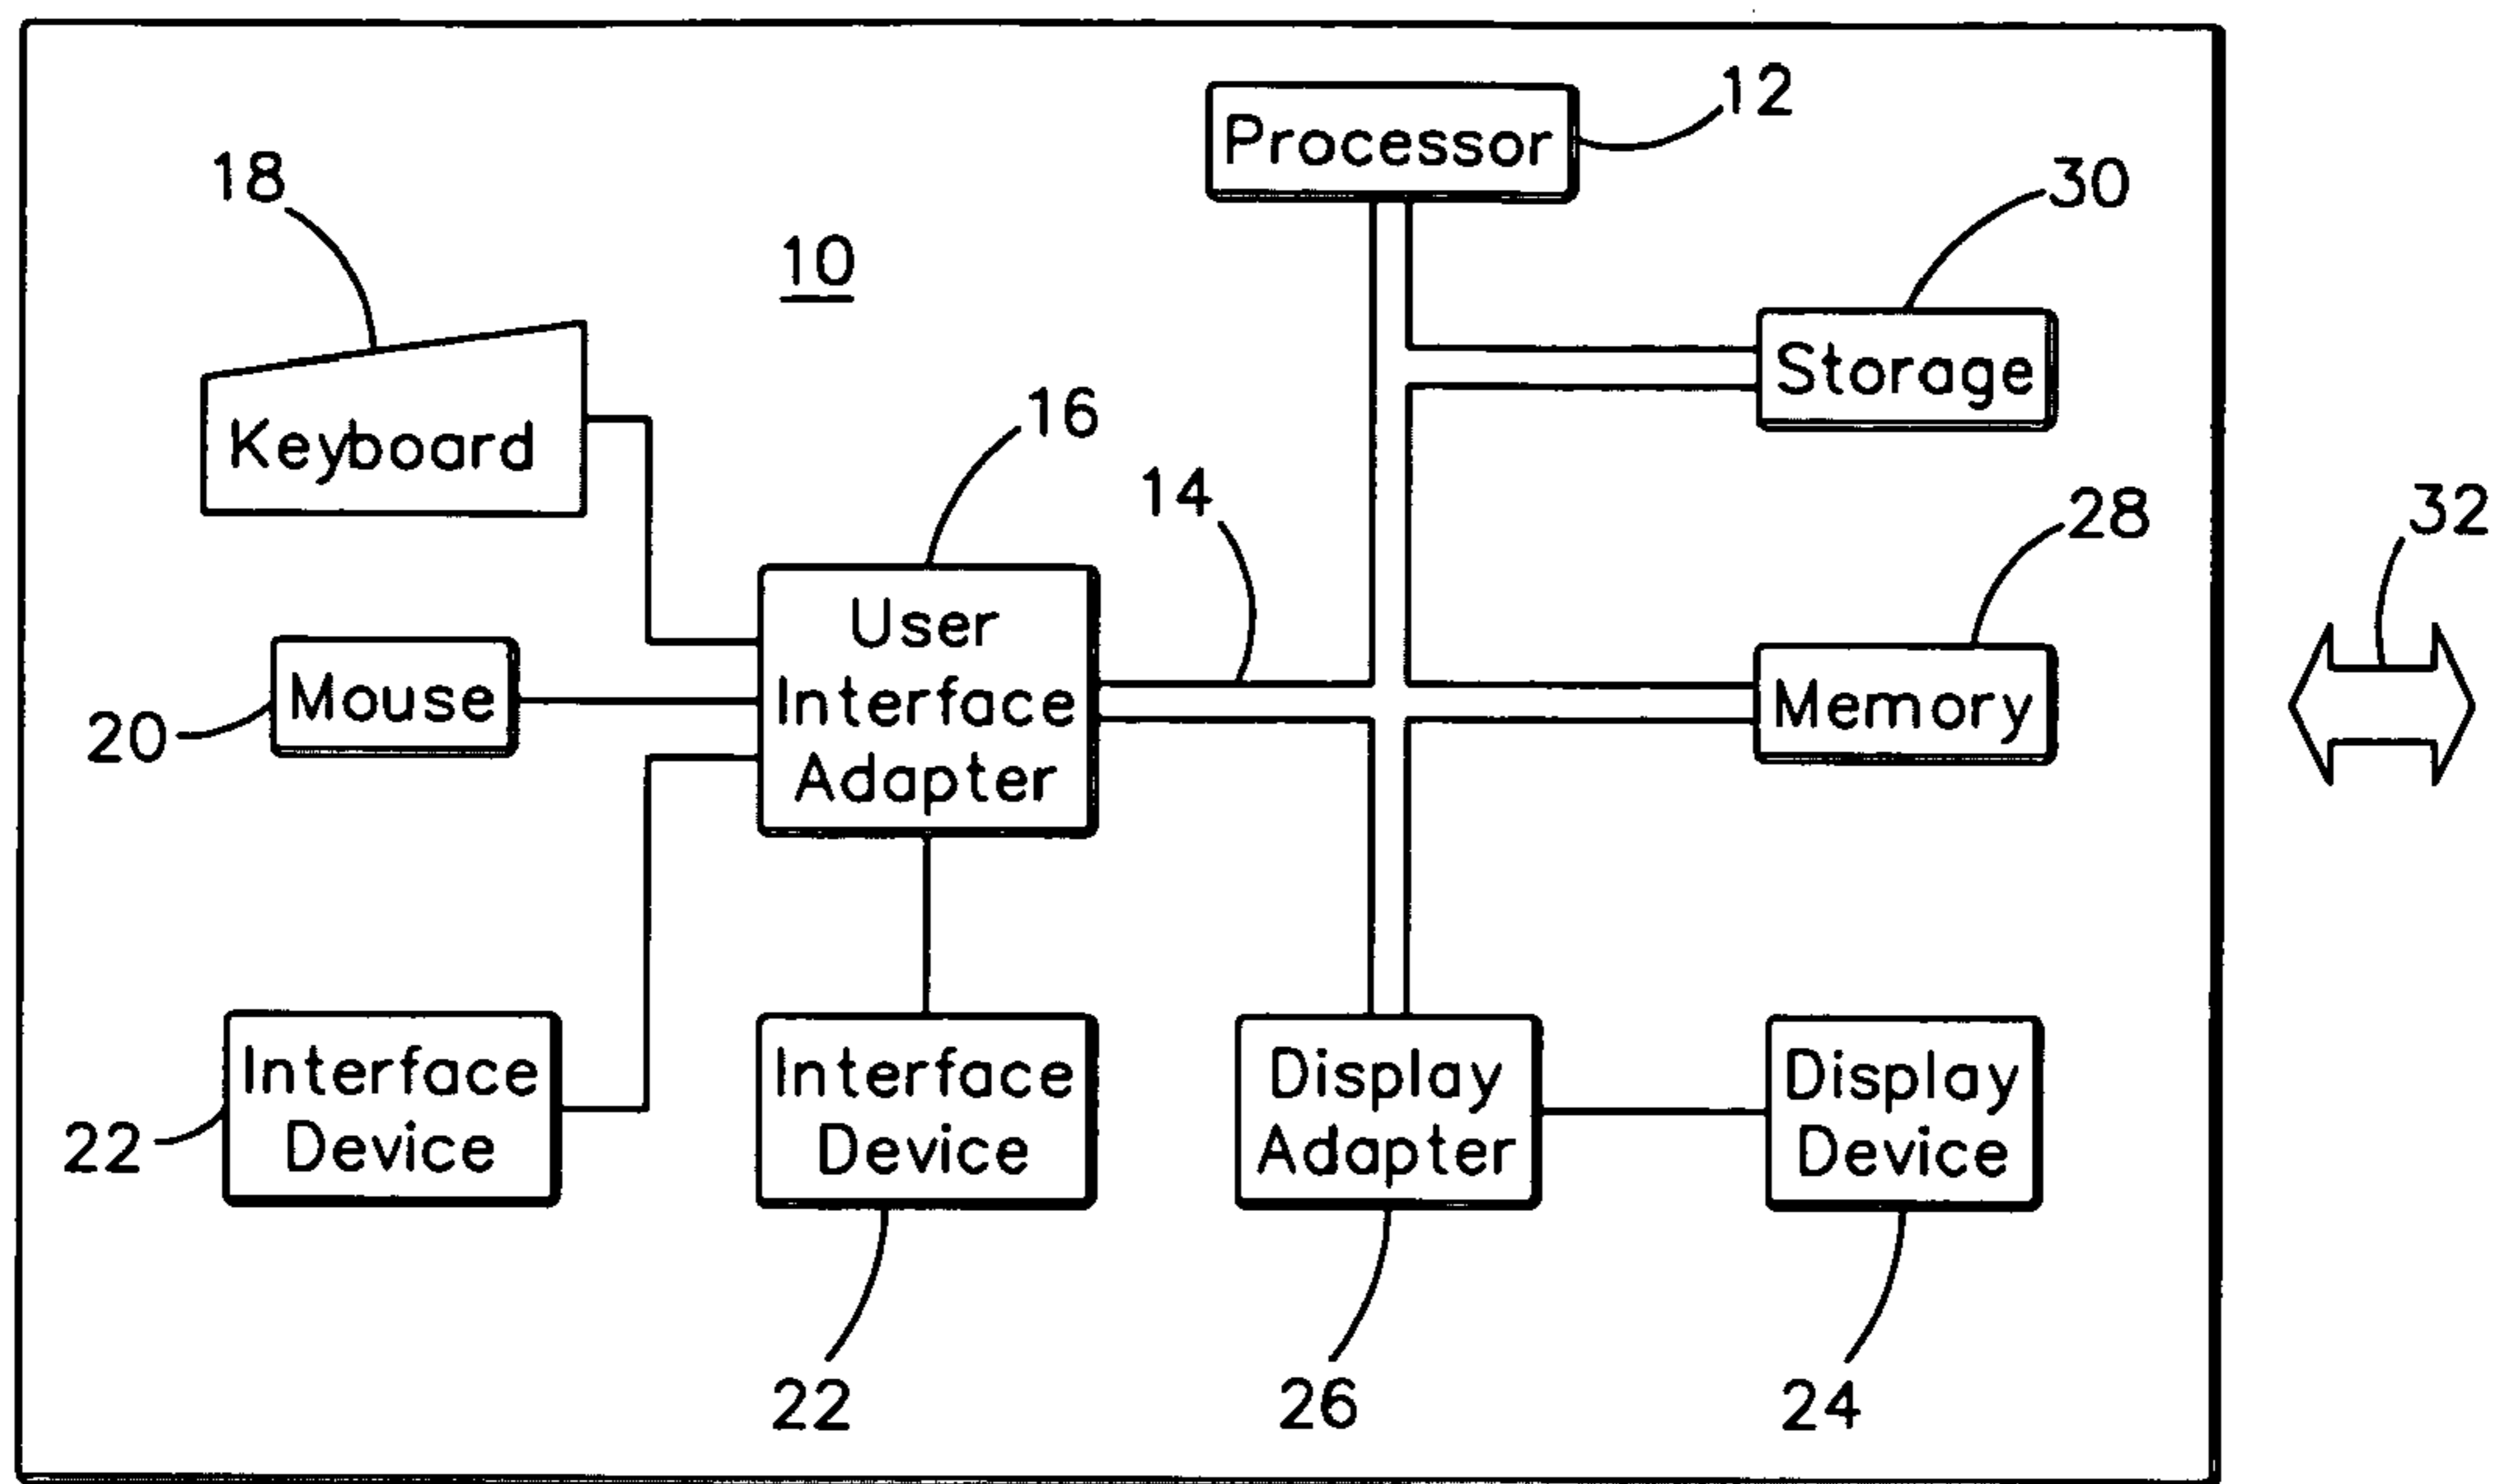 12
Processor
18
30
10
Storage
Keyboard
16
14
28
32
User
Interface
Adapter
Mouse
Memory
20
Interface
Device
22
Interface
Device
22
Display
Adapter
26
Display
Device
24